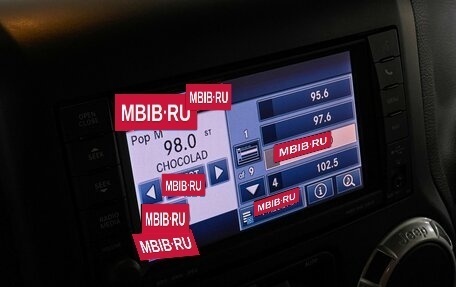 OPEN
CLOSE
MBIB·RU
MBIB·RU
Pop M
98.0 ST
CHOCOLAD
SEEK
SEEK
RADIO
MEDIA
MBIB·RU
MBIB·RU
MBIB·RU
95.6
97.6
1
MBIB·RU
of 9
102.5
4
MBIB·RU
Jeep